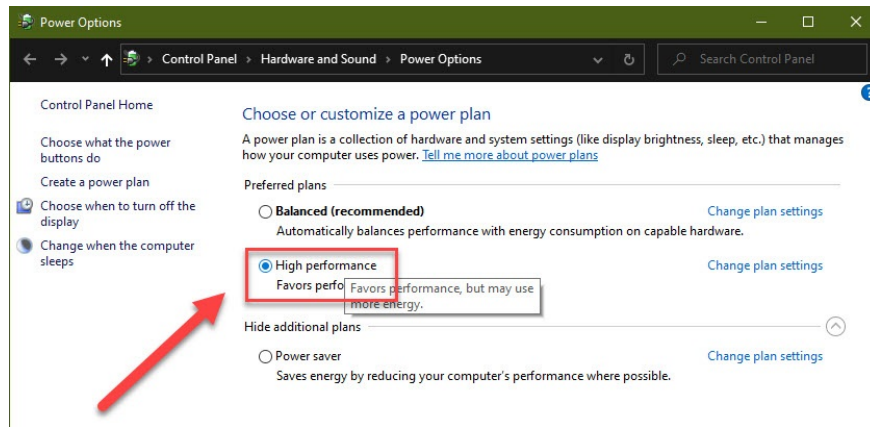 Power Options
Control Panel > Hardware and Sound > Power Options
Search Control Panel
Control Panel Home
Choose what the power
buttons do
Create a power plan
Choose when to turn off the
display
Change when the computer
sleeps
Choose or customize a power plan
A power plan is a collection of hardware and system settings (like display brightness, sleep, etc.) that manages
how your computer uses power. Tell me more about power plans
Preferred plans
Balanced (recommended) Change plan settings
Automatically balances performance with energy consumption on capable hardware.
High performance Change plan settings
Favors perfo
Favors performance, but may use
more energy.
Hide additional plans
Power saver Change plan settings
Saves energy by reducing your computer's performance where possible.